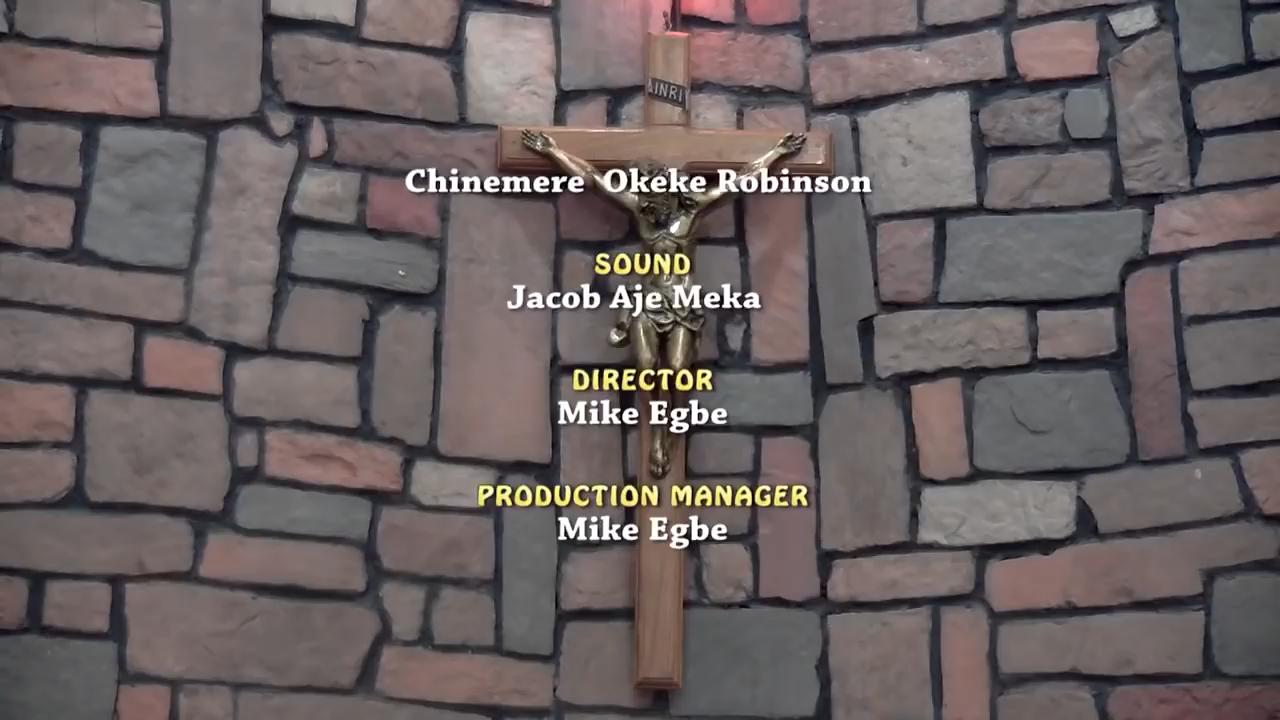 INRI
Chinemere Okeke Robinson
SOUND
Jacob Aje Meka
DIRECTOR
Mike Egbe
PRODUCTION MANAGER
Mike Egbe